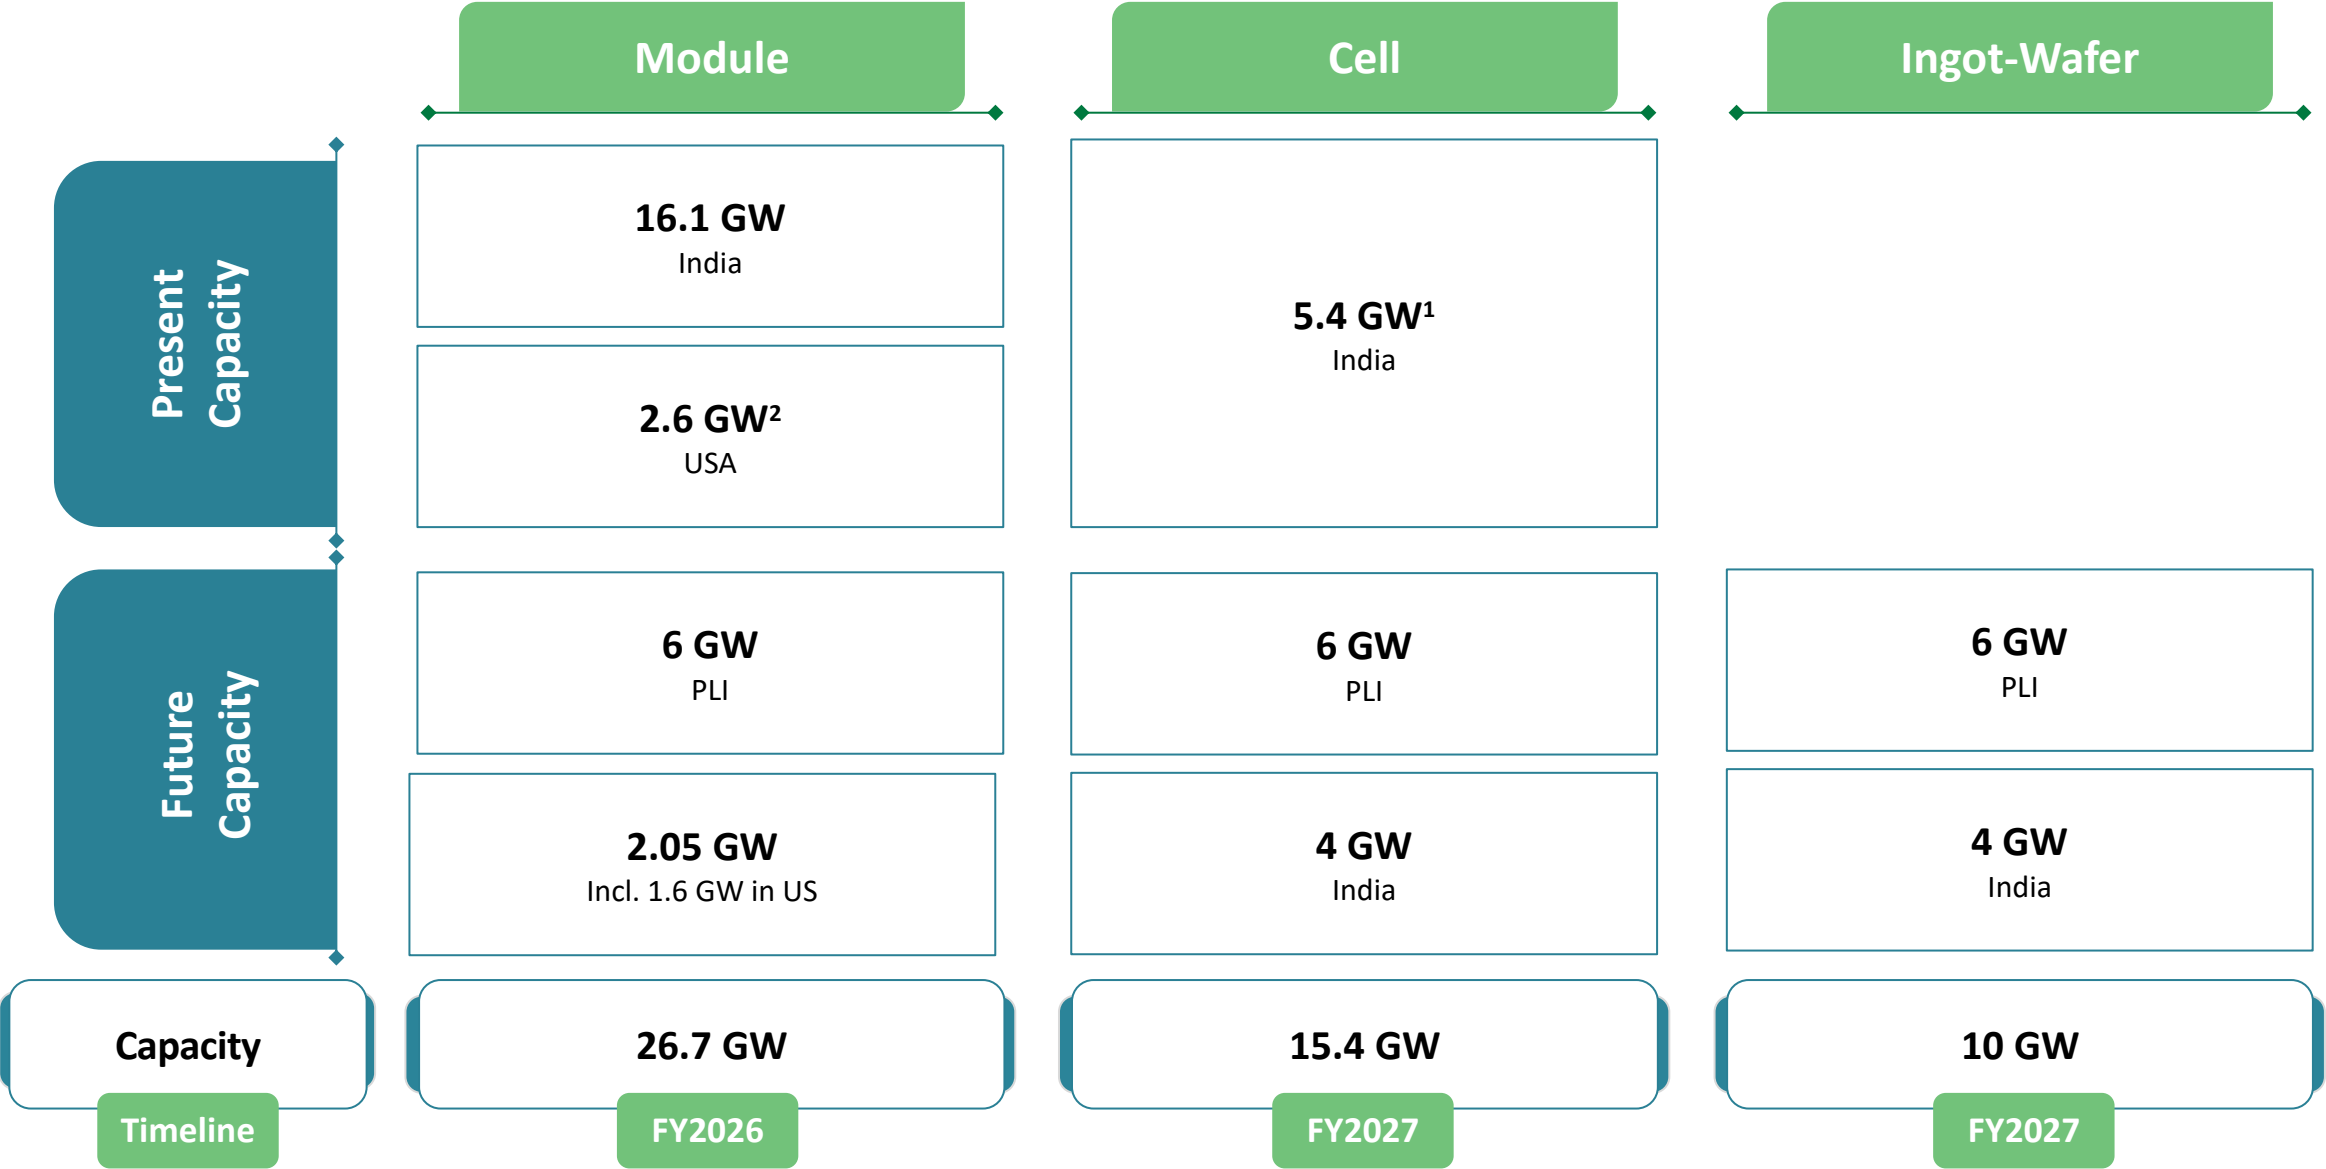 Module
Cell
Ingot-Wafer
Present
Capacity
16.1 GW
India
2.6 GW²
USA
5.4 GW¹
India
Future
Capacity
6 GW
PLI
6 GW
PLI
6 GW
PLI
2.05 GW
Incl. 1.6 GW in US
4 GW
India
4 GW
India
Capacity
26.7 GW
15.4 GW
10 GW
Timeline
FY2026
FY2027
FY2027